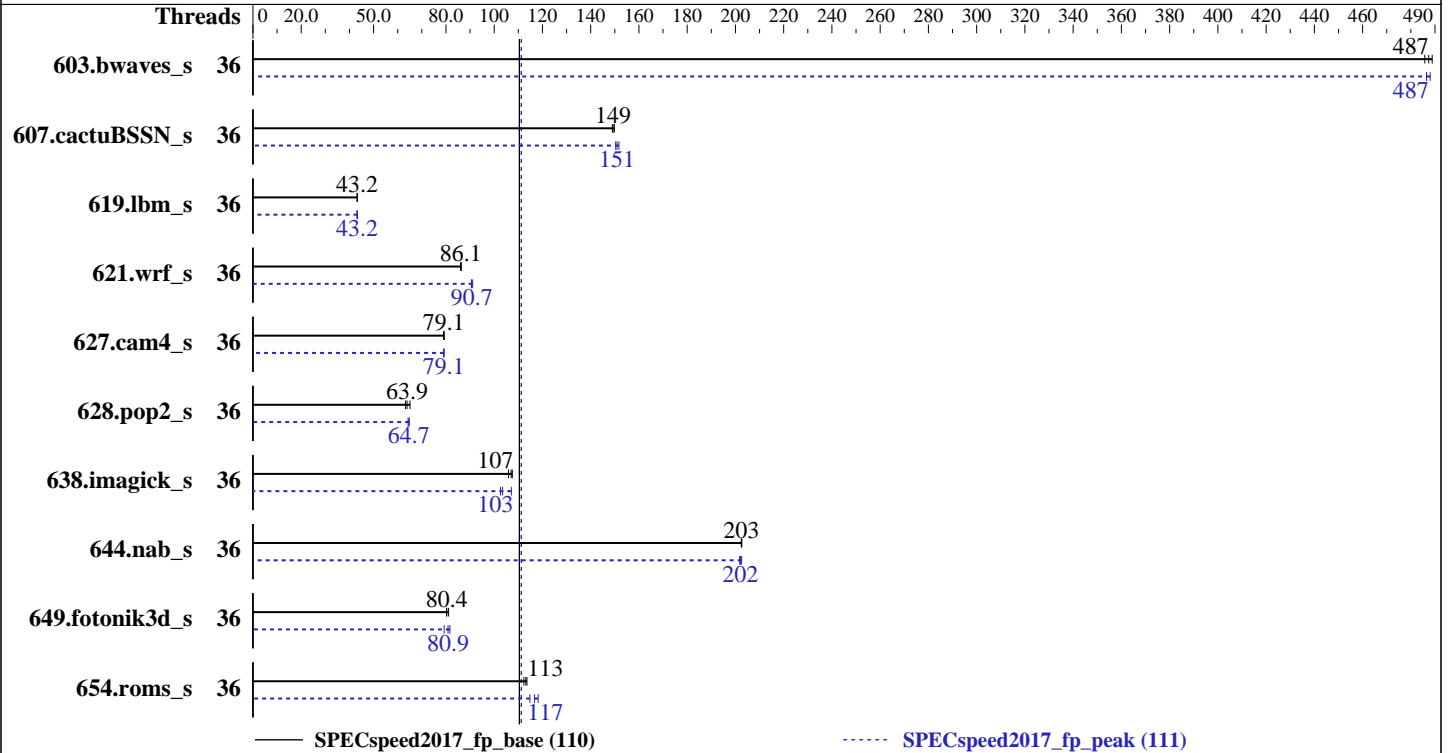 Threads 0 20.0 50.0 80.0 100 120 140 160 180 200 220 240 260 280 300 320 340 360 380 400 420 440 460 490
487
603.bwaves_s 36
487
149
607.cactuBSSN_s 36
151
43.2
619.lbm_s 36
43.2
86.1
621.wrf_s 36
90.7
79.1
627.cam4_s 36
79.1
63.9
628.pop2_s 36
64.7
107
638.imagick_s 36
103
203
644.nab_s 36
202
80.4
649.fotonik3d_s 36
80.9
113
654.roms_s 36
117
SPECspeed2017_fp_base (110) SPECspeed2017_fp_peak (111)